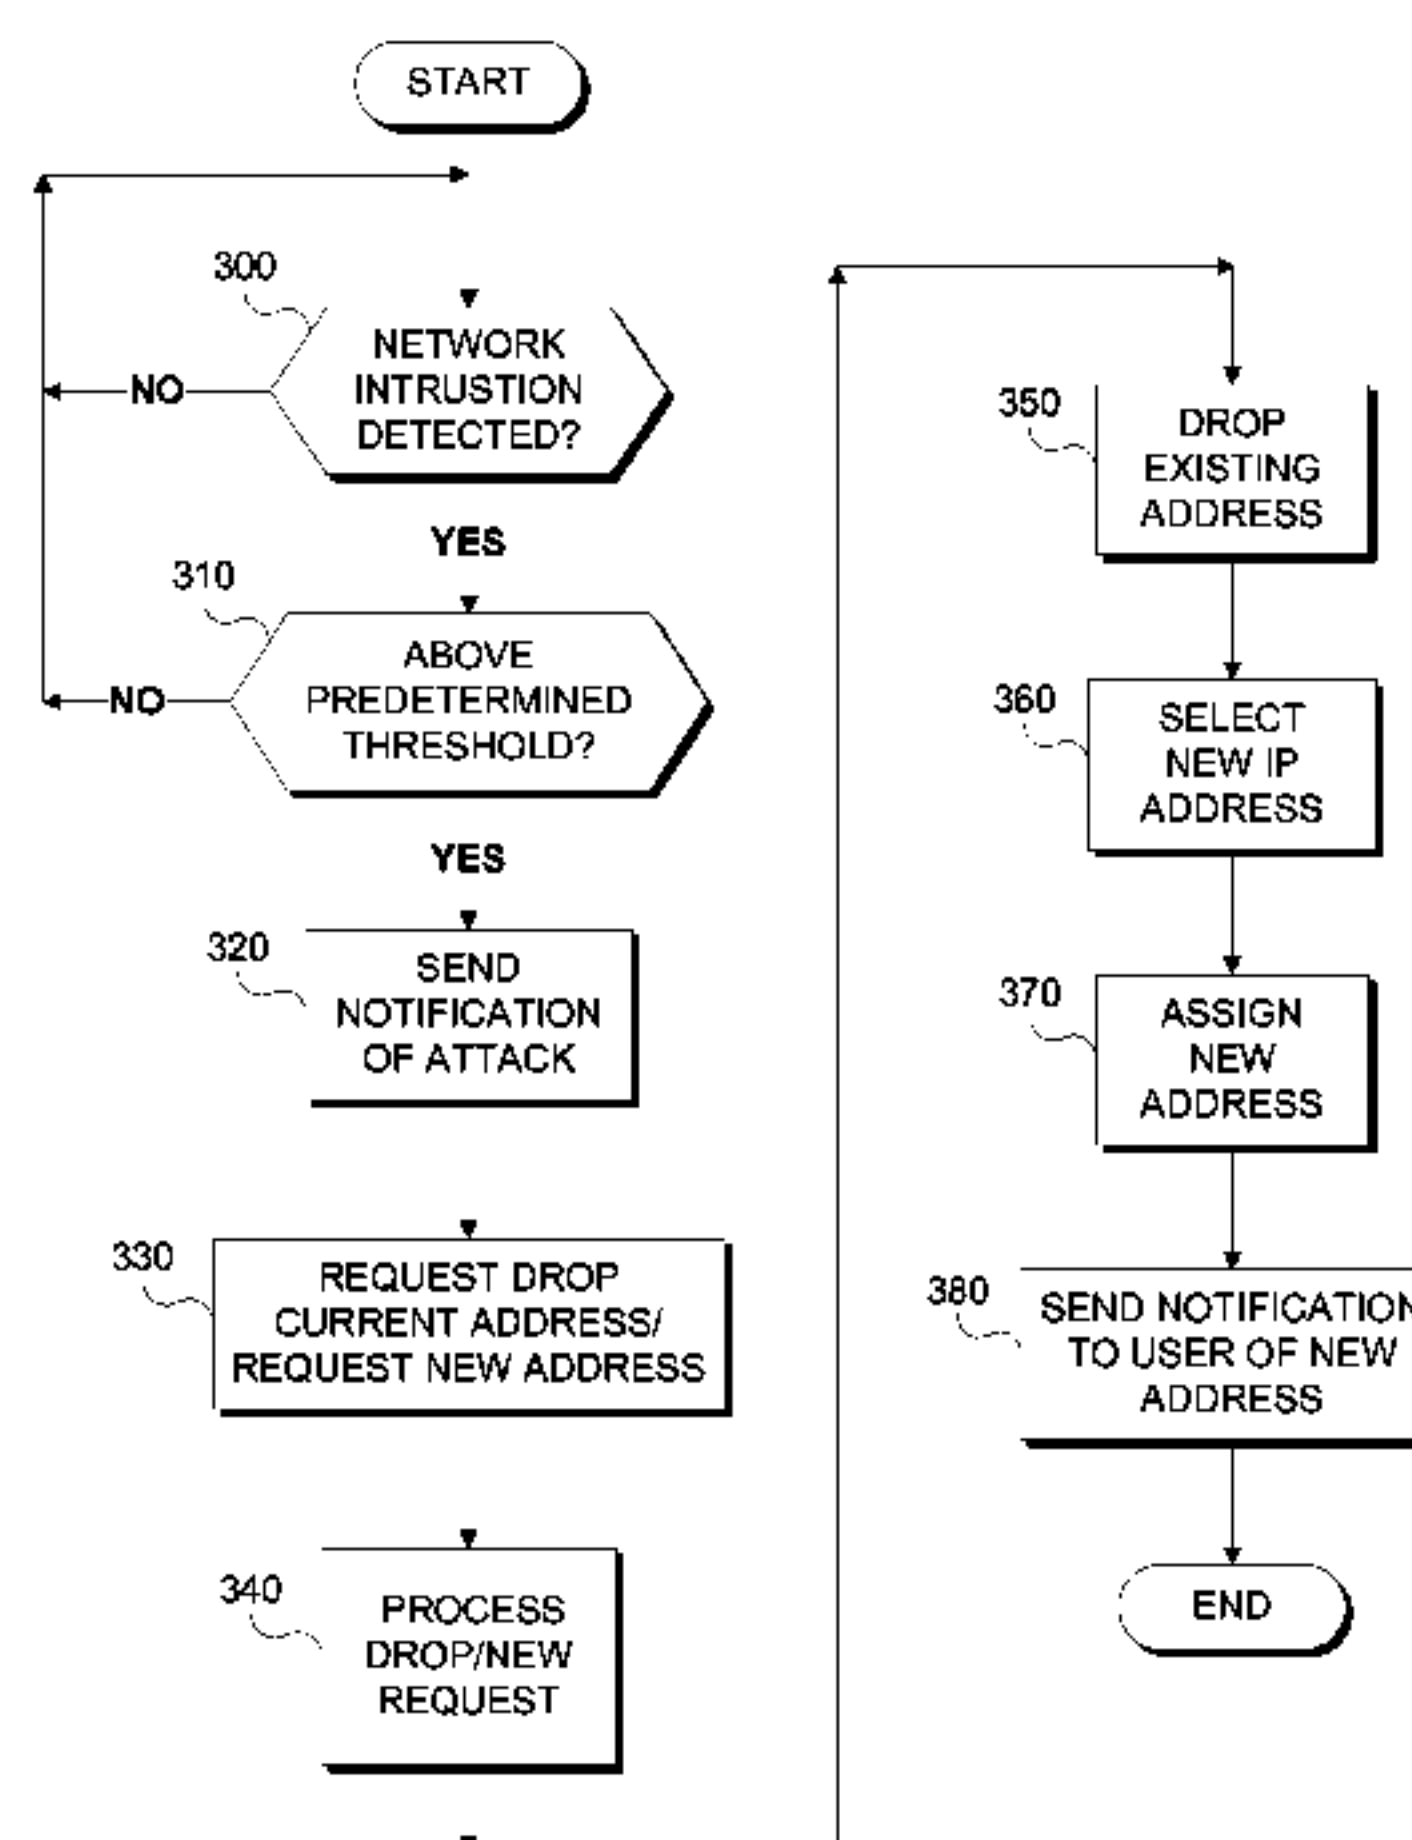 START
300
NETWORK
INTRUSTION
DETECTED?
NO
YES
310
ABOVE
PREDETERMINED
THRESHOLD?
NO
YES
320
SEND
NOTIFICATION
OF ATTACK
330
REQUEST DROP
CURRENT ADDRESS/
REQUEST NEW ADDRESS
340
PROCESS
DROP/NEW
REQUEST
350
DROP
EXISTING
ADDRESS
360
SELECT
NEW IP
ADDRESS
370
ASSIGN
NEW
ADDRESS
380
SEND NOTIFICATION
TO USER OF NEW
ADDRESS
END